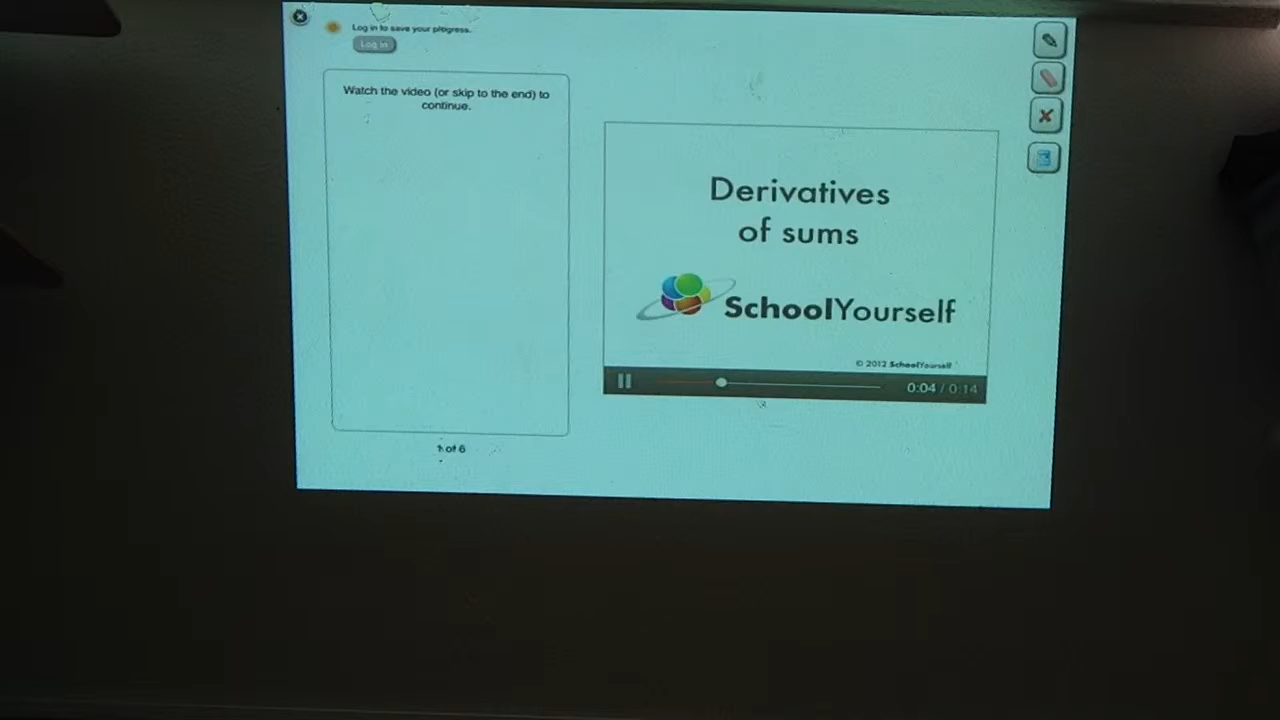 Log in to save your progress.
Log in
Watch the video (or skip to the end) to
continue.
Derivatives
of sums
SchoolYourself
© 2012 SchoolYourself
0:04 / 0:14
1 of 6